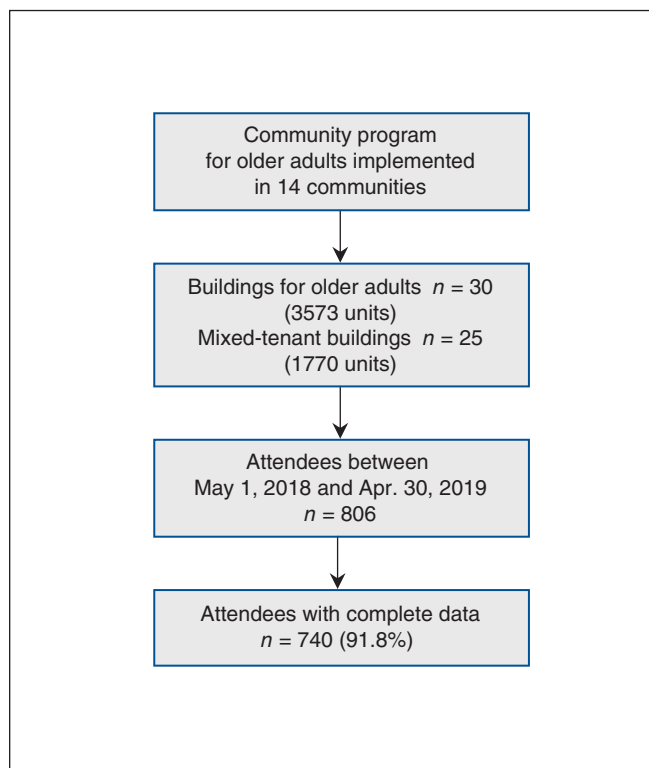 Community program
for older adults implemented
in 14 communities
Buildings for older adults n = 30
(3573 units)
Mixed-tenant buildings n = 25
(1770 units)
Attendees between
May 1, 2018 and Apr. 30, 2019
n = 806
Attendees with complete data
n = 740 (91.8%)